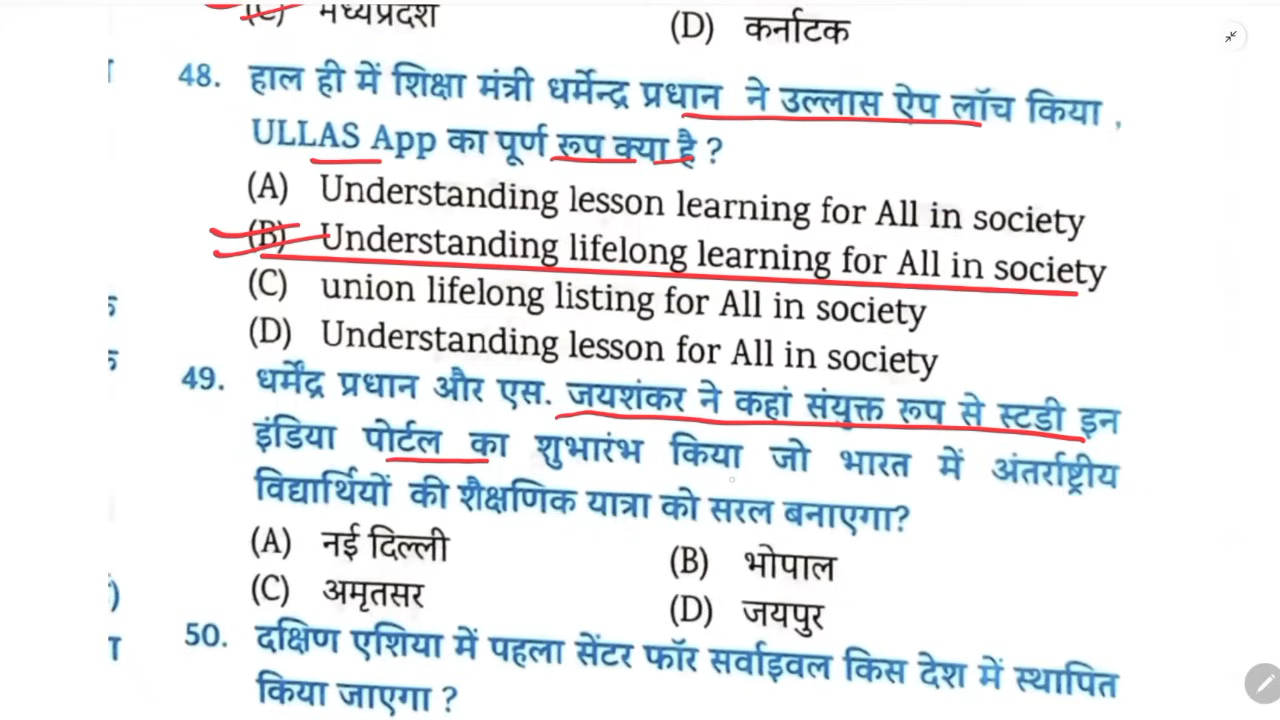 (C) मध्यप्रदेश
(D) कर्नाटक
48. हाल ही में शिक्षा मंत्री धर्मेन्द्र प्रधान ने उल्लास ऐप लॉच किया ,
ULLAS App का पूर्ण रूप क्या है ?
(A) Understanding lesson learning for All in society
(B) Understanding lifelong learning for All in society
(C) union lifelong listing for All in society
(D) Understanding lesson for All in society
49. धर्मेंद्र प्रधान और एस. जयशंकर ने कहां संयुक्त रूप से स्टडी इन
इंडिया पोर्टल का शुभारंभ किया जो भारत में अंतर्राष्ट्रीय
विद्यार्थियों की शैक्षणिक यात्रा को सरल बनाएगा?
(A) नई दिल्ली
(B) भोपाल
(C) अमृतसर
(D) जयपुर
50. दक्षिण एशिया में पहला सेंटर फॉर सर्वाइवल किस देश में स्थापित
किया जाएगा ?